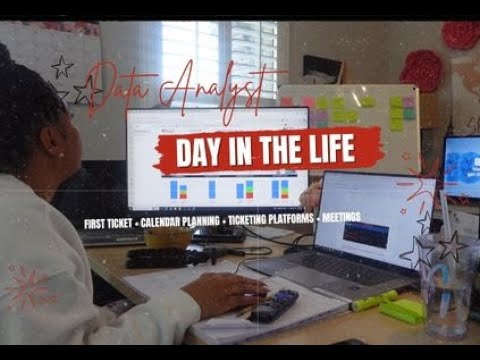 Data Analyst
DAY IN THE LIFE
FIRST TICKET + CALENDAR PLANNING + TICKETING PLATFORMS + MEETINGS